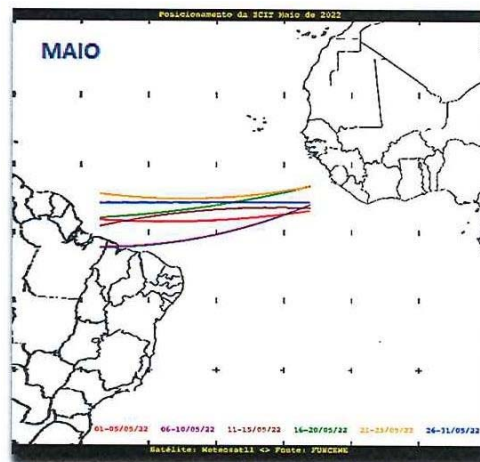 Posicionamento da ZCIT Maio de 2022
MAIO
01-05/05/22 06-10/05/22 11-15/05/22 16-20/05/22 21-25/05/22 26-31/05/22
Satélite: Meteosat11 <> Fonte: FUNCEME